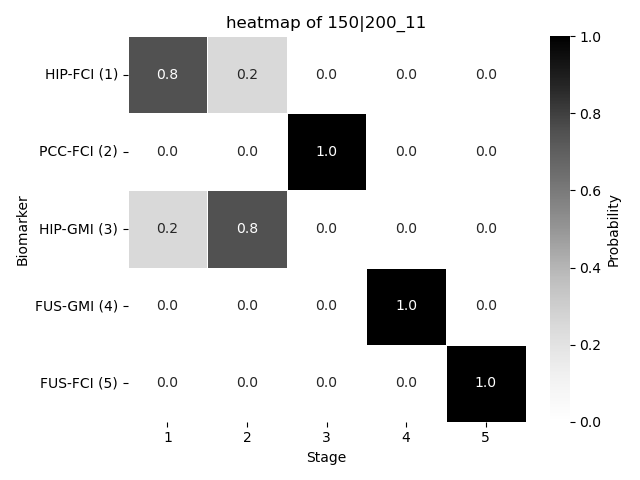 heatmap of 150|200_11
HIP-FCI (1) 0.8 0.2 0.0 0.0 0.0
PCC-FCI (2) 0.0 0.0 1.0 0.0 0.0
HIP-GMI (3) 0.2 0.8 0.0 0.0 0.0
FUS-GMI (4) 0.0 0.0 0.0 1.0 0.0
FUS-FCI (5) 0.0 0.0 0.0 0.0 1.0
1 2 3 4 5
Stage
Biomarker
1.0
0.8
0.6
0.4
0.2
0.0
Probability